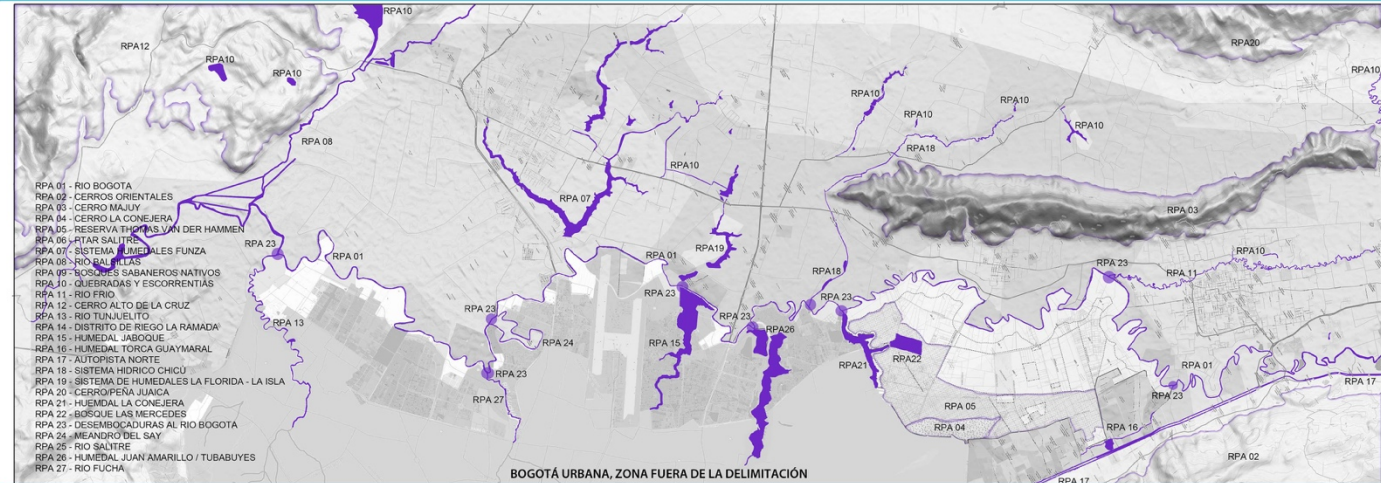 RPA10
RPA12
RPA10
RPA10
RPA 08
RPA20
RPA10
RPA10
RPA10
RPA10
RPA10
RPA18
RPA10
RPA 07
RPA 03
RPA19
RPA 01
RPA 23
RPA 01
RPA18
RPA 23
RPA10
RPA 11
RPA 23
RPA 23
RPA 23
RPA 23
RPA26
RPA 13
RPA 24
RPA 15
RPA21
RPA22
RPA 23
RPA 27
RPA 01
RPA 23
RPA 17
RPA 05
RPA 04
RPA 16
RPA 02
RPA 17
RPA 01 - RIO BOGOTA
RPA 02 - CERROS ORIENTALES
RPA 03 - CERRO MAJUY
RPA 04 - CERRO LA CONEJERA
RPA 05 - RESERVA THOMAS VAN DER HAMMEN
RPA 06 - PTAR SALITRE
RPA 07 - SISTEMA HUMEDALES FUNZA
RPA 08 - RIO BALSILLAS
RPA 09 - BOSQUES SABANEROS NATIVOS
RPA 10 - QUEBRADAS Y ESCORRENTIAS
RPA 11 - RIO FRIO
RPA 12 - CERRO ALTO DE LA CRUZ
RPA 13 - RIO TUNJUELITO
RPA 14 - DISTRITO DE RIEGO LA RAMADA
RPA 15 - HUMEDAL JABOQUE
RPA 16 - HUMEDAL TORCA GUAYMARAL
RPA 17 - AUTOPISTA NORTE
RPA 18 - SISTEMA HIDRICO CHICÚ
RPA 19 - SISTEMA DE HUMEDALES LA FLORIDA - LA ISLA
RPA 20 - CERRO/PEÑA JUAICA
RPA 21 - HUEMDAL LA CONEJERA
RPA 22 - BOSQUE LAS MERCEDES
RPA 23 - DESEMBOCADURAS AL RIO BOGOTA
RPA 24 - MEANDRO DEL SAY
RPA 25 - RIO SALITRE
RPA 26 - HUMEDAL JUAN AMARILLO / TUBABUYES
RPA 27 - RIO FUCHA
BOGOTÁ URBANA, ZONA FUERA DE LA DELIMITACIÓN